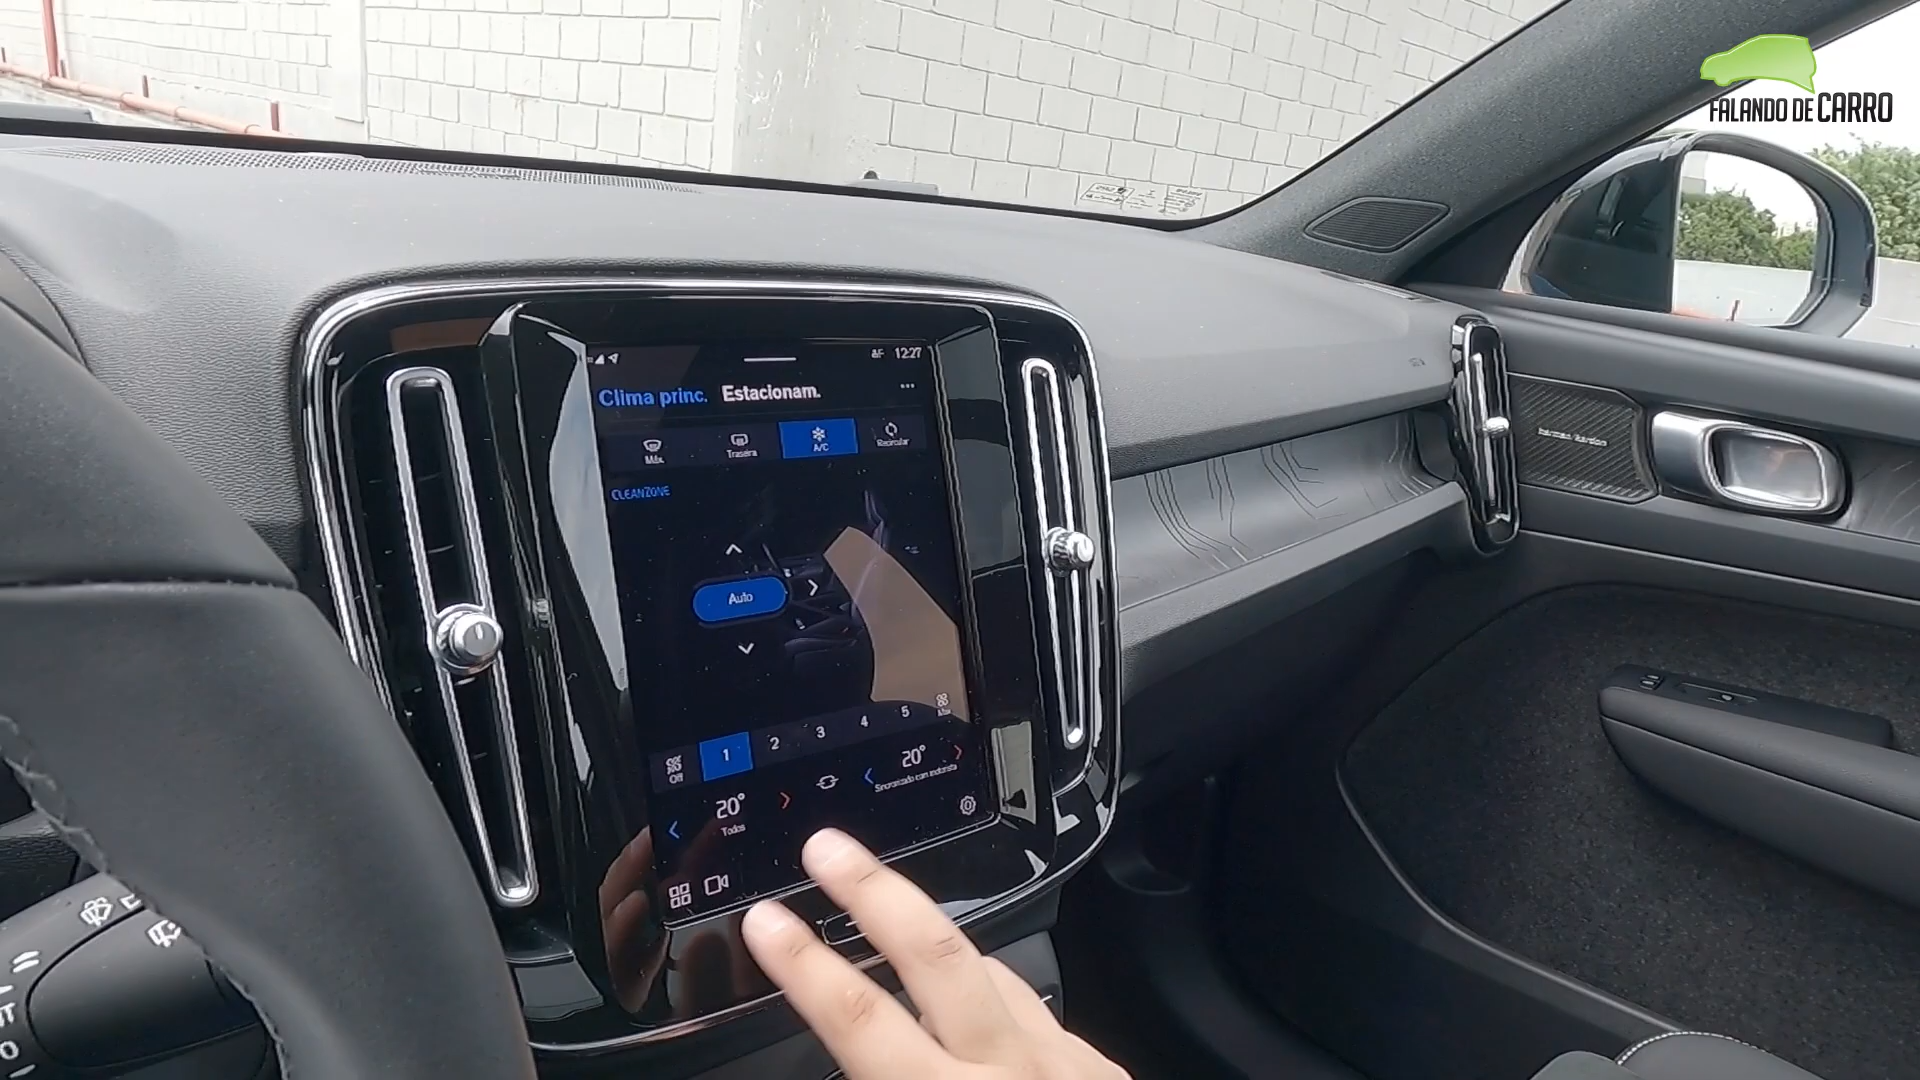 FALANDO DE CARRO
12:27
Clima princ. Estacionam.
Máx. Traseira A/C Recircular
CLEANZONE
harman/kardon
Auto
Off 1 2 3 4 5 Máx
20° 20°
Todos Sincronizado com motorista